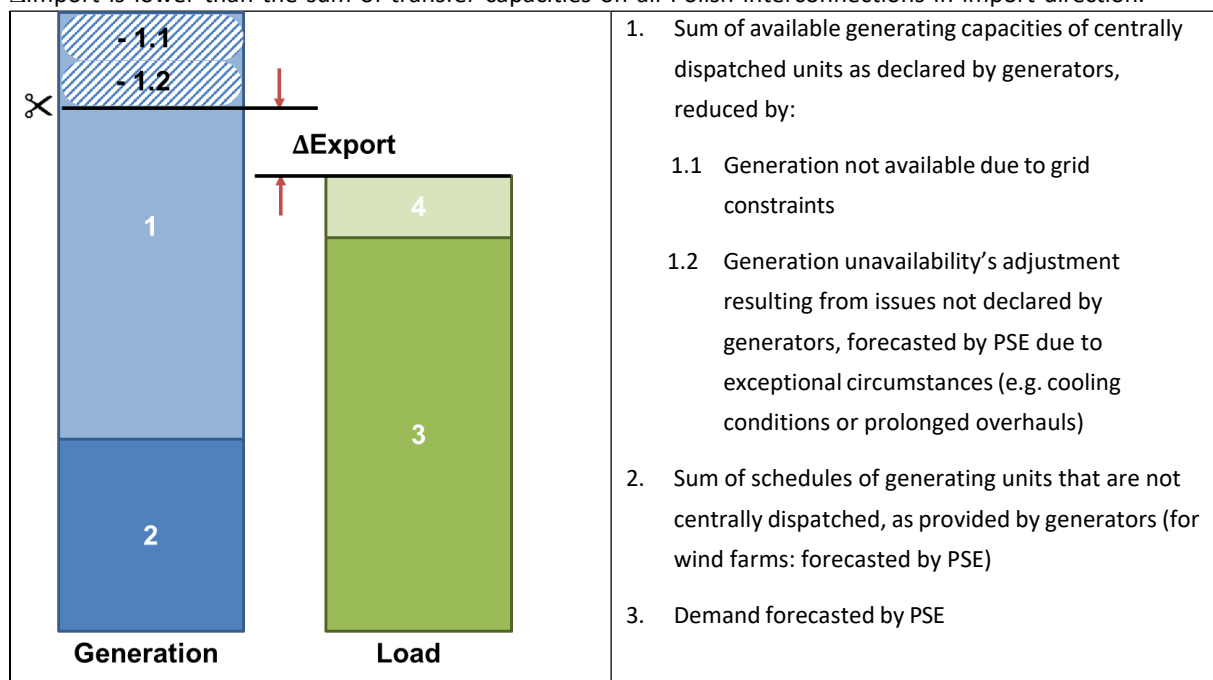 ΔImport is lower than the sum of transfer capacities on all Polish interconnections in import direction.
- 1.1
- 1.2
ΔExport
1
4
3
2
Generation
Load
1. Sum of available generating capacities of centrally
dispatched units as declared by generators,
reduced by:
1.1 Generation not available due to grid
constraints
1.2 Generation unavailability’s adjustment
resulting from issues not declared by
generators, forecasted by PSE due to
exceptional circumstances (e.g. cooling
conditions or prolonged overhauls)
2. Sum of schedules of generating units that are not
centrally dispatched, as provided by generators (for
wind farms: forecasted by PSE)
3. Demand forecasted by PSE